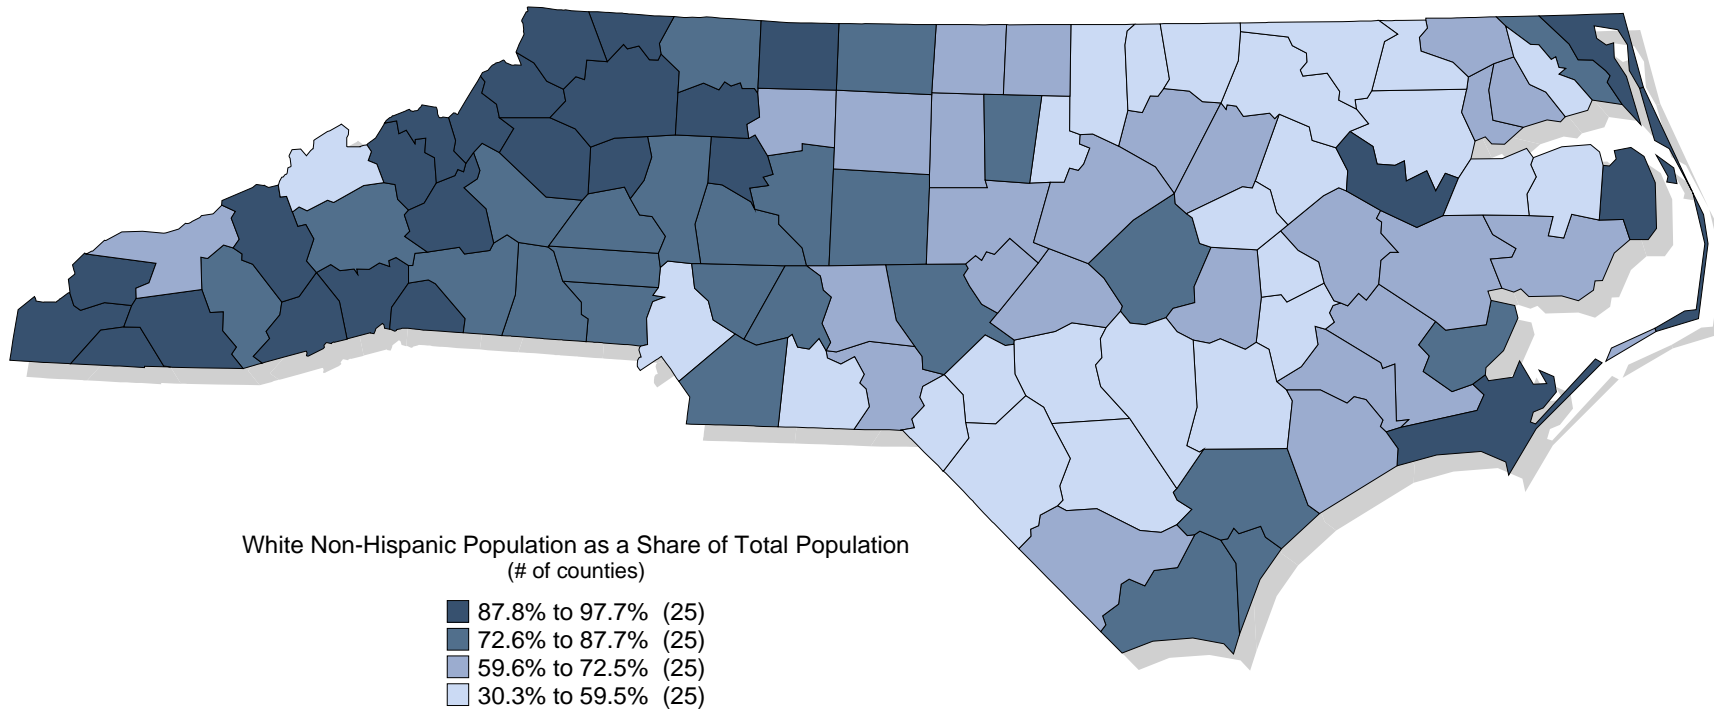 White Non-Hispanic Population as a Share of Total Population
(# of counties)
87.8% to 97.7% (25)
72.6% to 87.7% (25)
59.6% to 72.5% (25)
30.3% to 59.5% (25)